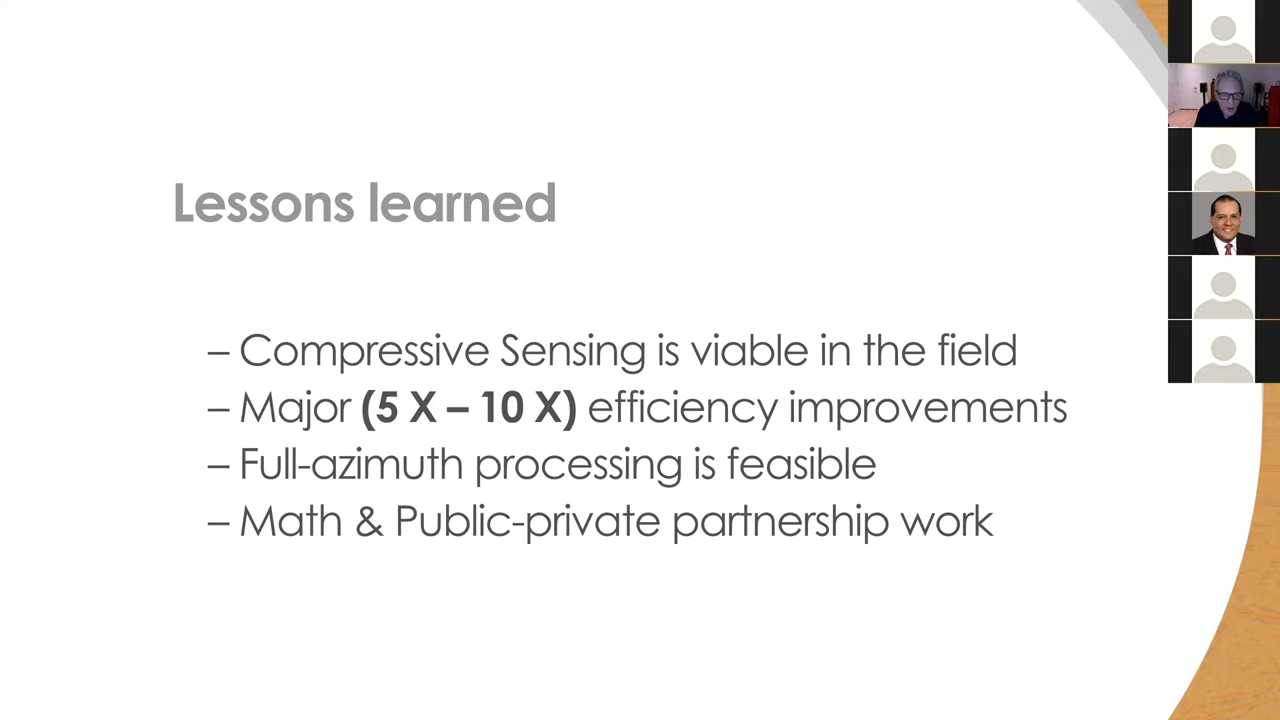 Lessons learned
– Compressive Sensing is viable in the field
– Major (5 X – 10 X) efficiency improvements
– Full-azimuth processing is feasible
– Math & Public-private partnership work